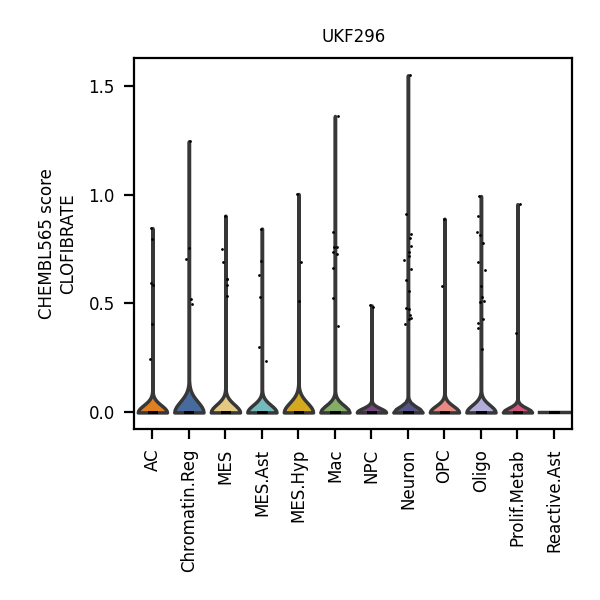 UKF296
CHEMBL565 score
CLOFIBRATE
1.5
1.0
0.5
0.0
AC
Chromatin.Reg
MES
MES.Ast
MES.Hyp
Mac
NPC
Neuron
OPC
Oligo
Prolif.Metab
Reactive.Ast